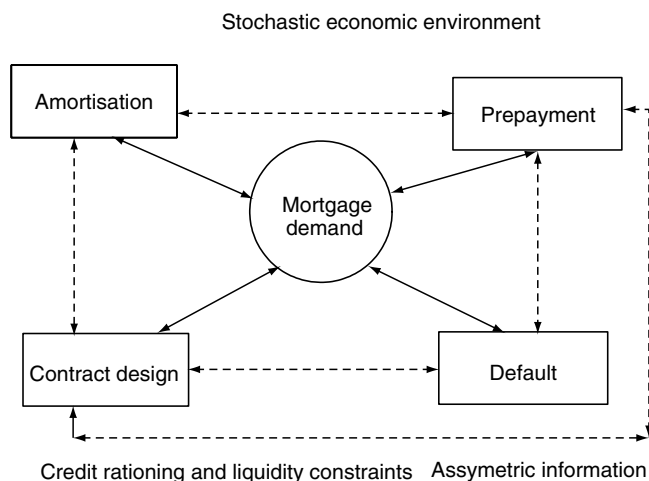 Stochastic economic environment
Amortisation
Prepayment
Mortgage
demand
Contract design
Default
Credit rationing and liquidity constraints
Assymetric information